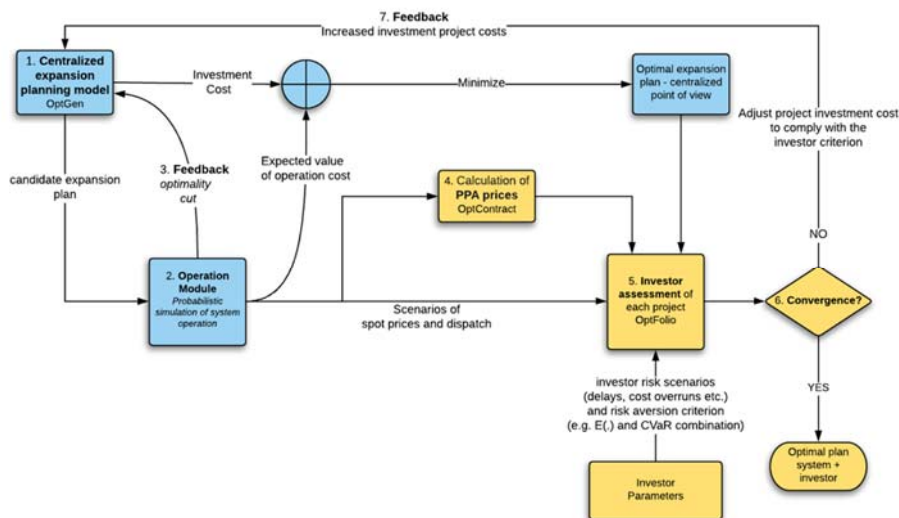 7. Feedback
Increased investment project costs
1. Centralized
expansion
planning model
OptGen
Investment
Cost
Minimize
Optimal expansion
plan - centralized
point of view
Adjust project investment cost
to comply with the
investor criterion
candidate expansion
plan
3. Feedback
optimality
cut
Expected value
of operation cost
4. Calculation of
PPA prices
OptContract
NO
2. Operation
Module
Probabilistic
simulation of system
operation
Scenarios of
spot prices and dispatch
5. Investor
assessment of
each project
OptFolio
6. Convergence?
investor risk scenarios
(delays, cost overruns etc.)
and risk aversion criterion
(e.g. E(.) and CVaR combination)
YES
Investor
Parameters
Optimal plan
system +
investor